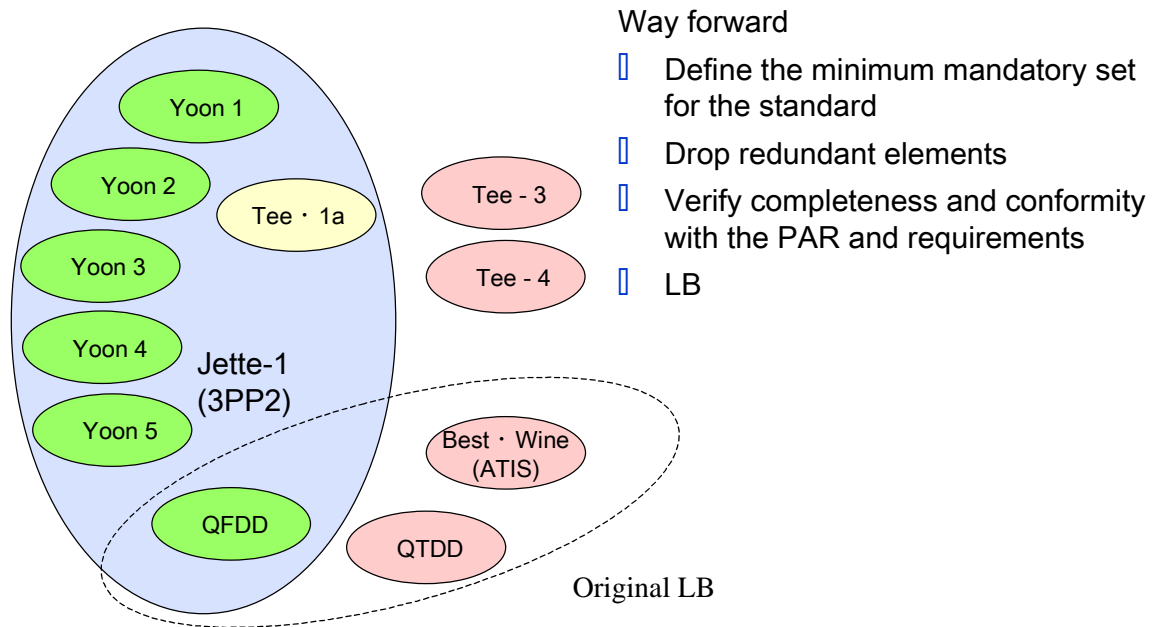 Yoon 1
Yoon 2
Tee · 1a
Yoon 3
Yoon 4
Jette-1
(3PP2)
Yoon 5
QFDD
Tee - 3
Tee - 4
Best · Wine
(ATIS)
QTDD
Original LB
Way forward
Define the minimum mandatory set
for the standard
Drop redundant elements
Verify completeness and conformity
with the PAR and requirements
LB